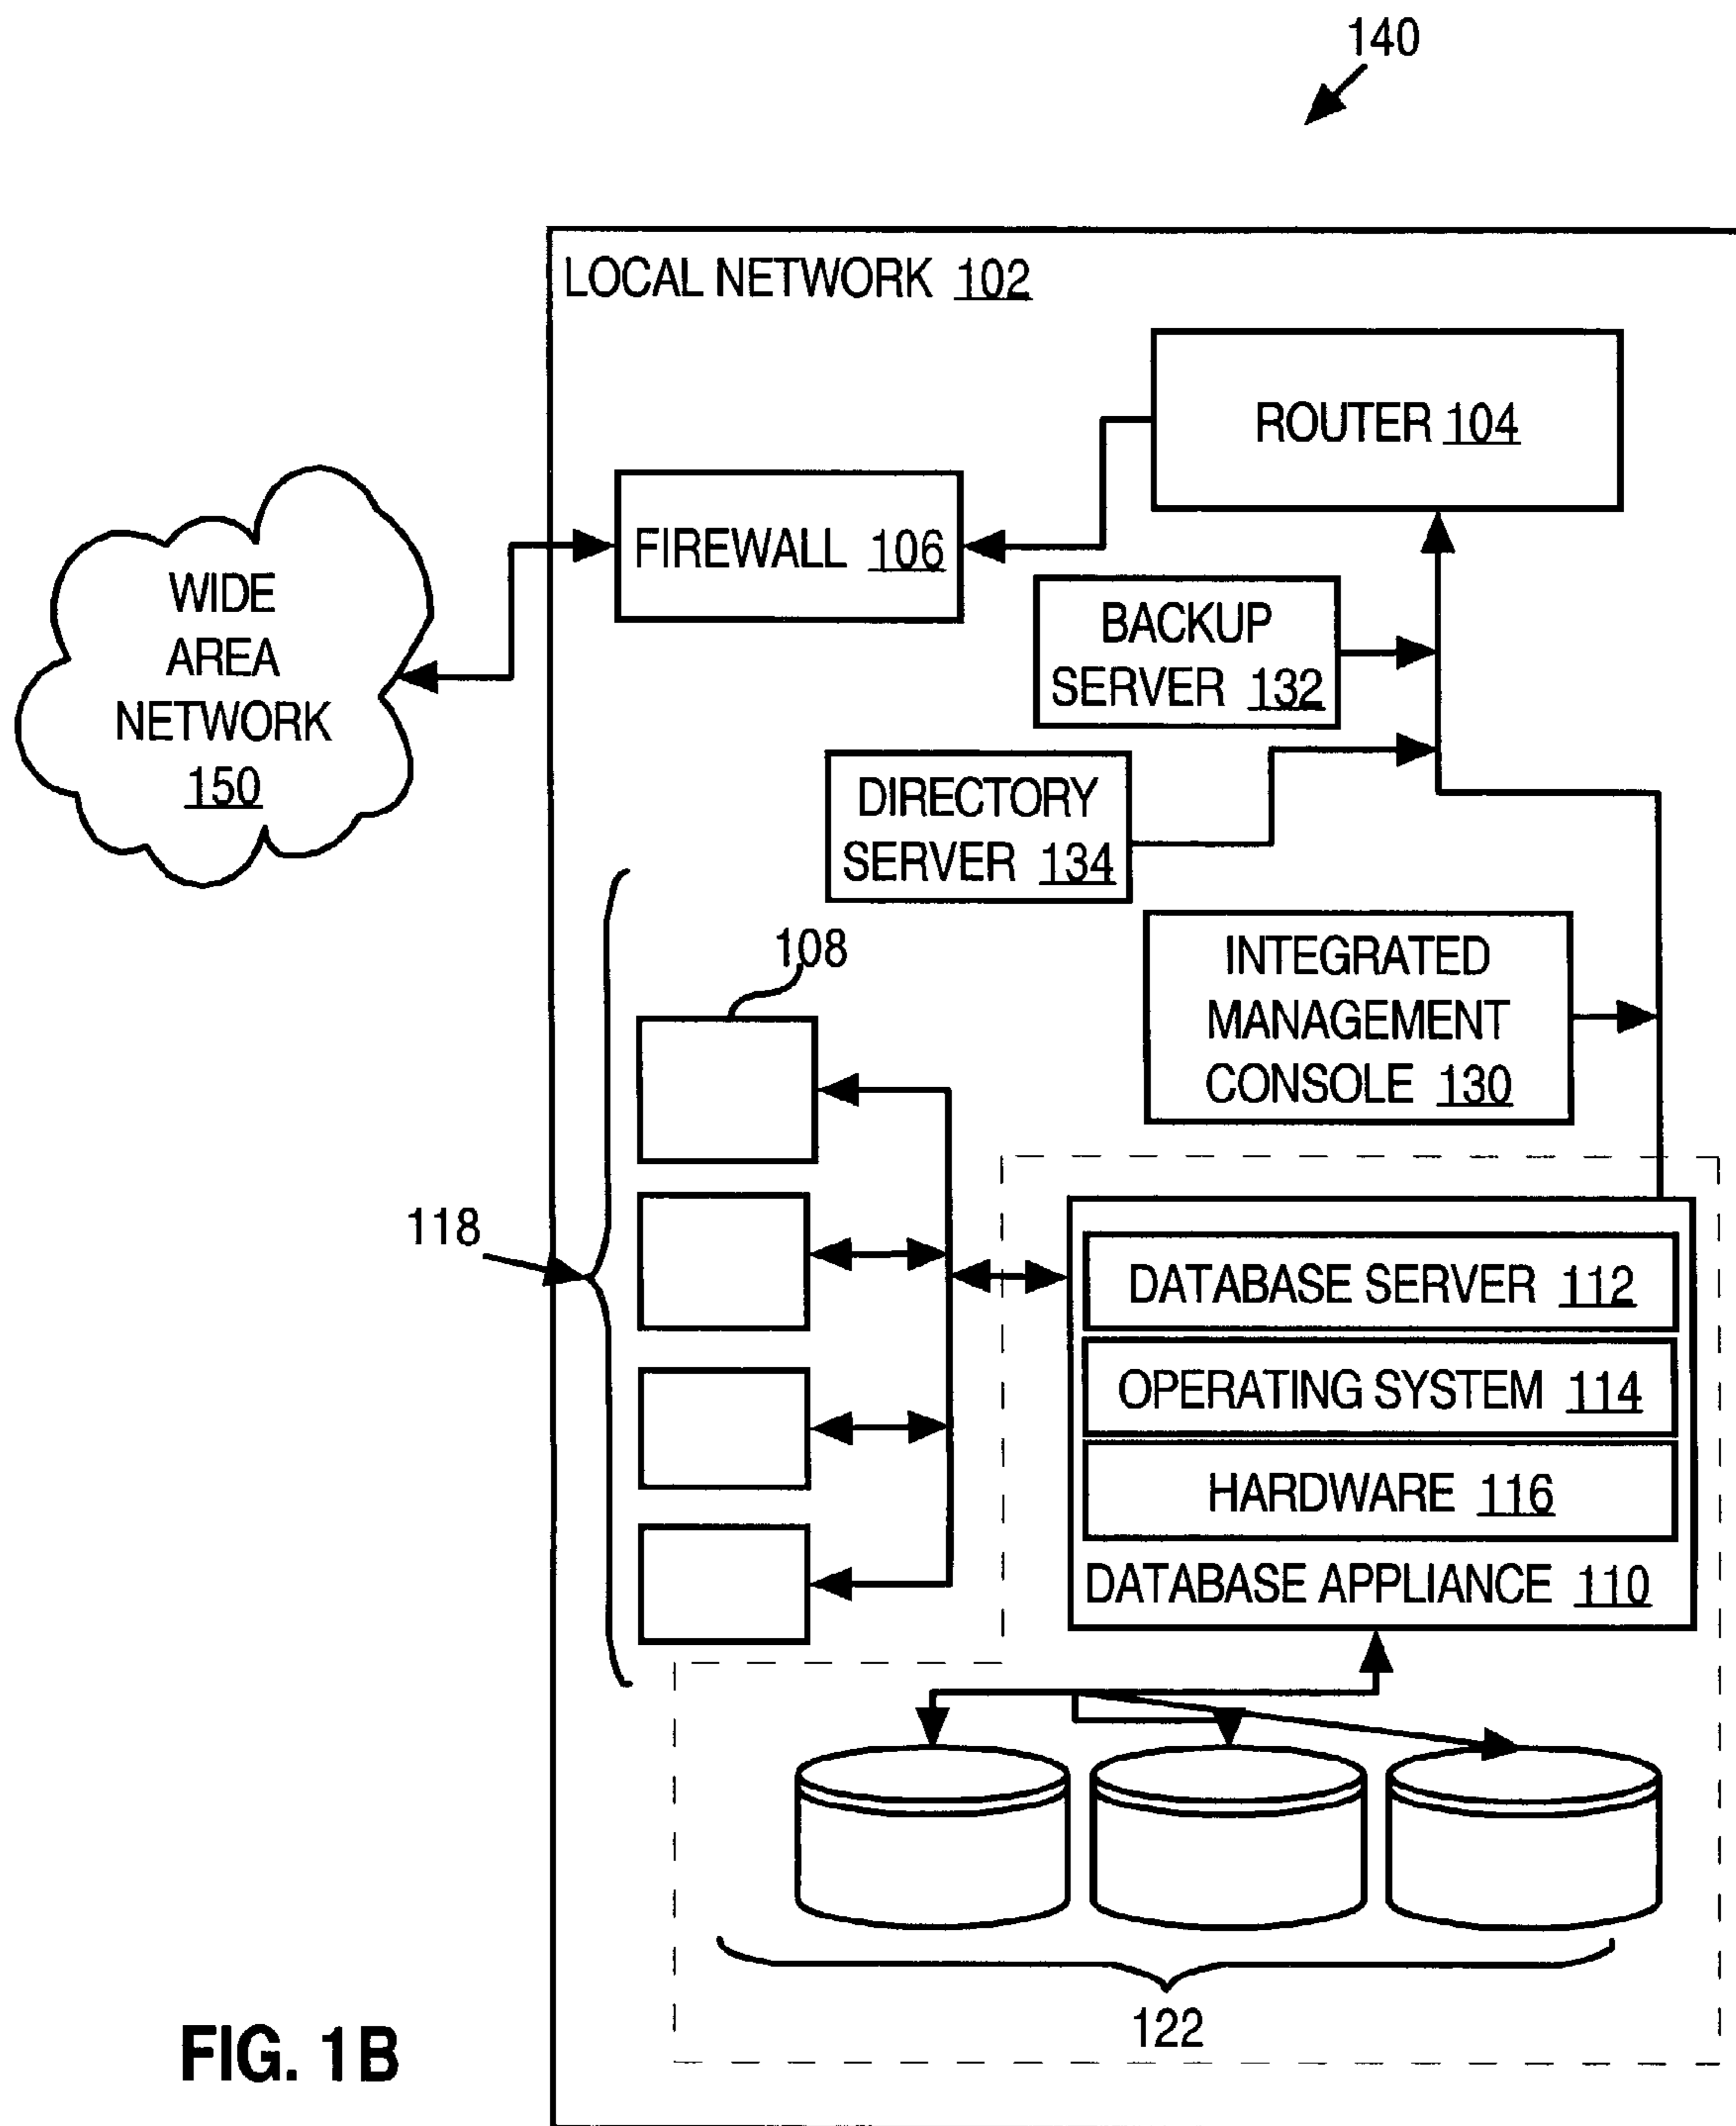 140
LOCAL NETWORK 102
ROUTER 104
FIREWALL 106
WIDE
AREA
NETWORK
150
BACKUP
SERVER 132
DIRECTORY
SERVER 134
108
INTEGRATED
MANAGEMENT
CONSOLE 130
118
DATABASE SERVER 112
OPERATING SYSTEM 114
HARDWARE 116
DATABASE APPLIANCE 110
122
FIG. 1B